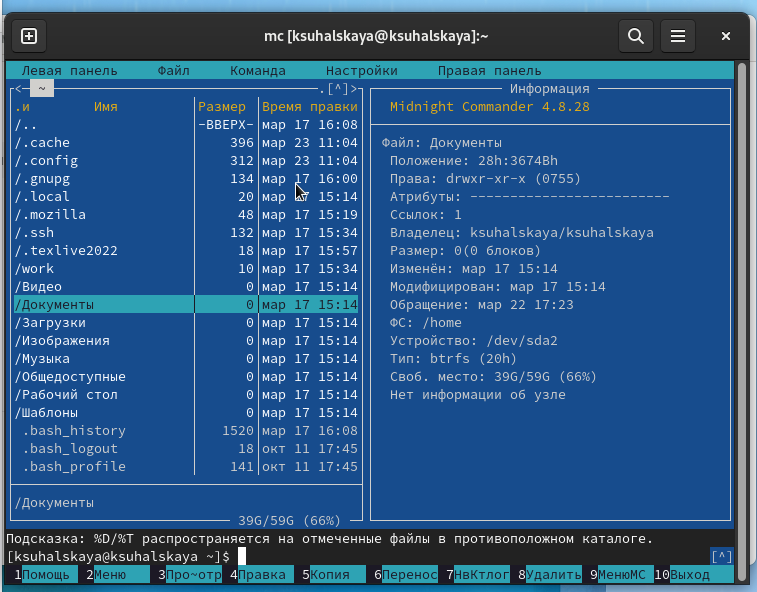 mc [ksuhalskaya@ksuhalskaya]:~
Левая панель Файл Команда Настройки Правая панель
<─ ~ .[^]>
.и Имя Размер Время правки
/.. -ВВЕРХ- мар 17 16:08
/.cache 396 мар 23 11:04
/.config 312 мар 23 11:04
/.gnupg 134 мар 17 16:00
/.local 20 мар 17 15:14
/.mozilla 48 мар 17 15:19
/.ssh 132 мар 17 15:34
/.texlive2022 18 мар 17 15:57
/work 10 мар 17 15:34
/Видео 0 мар 17 15:14
/Документы 0 мар 17 15:14
/Загрузки 0 мар 17 15:14
/Изображения 0 мар 17 15:14
/Музыка 0 мар 17 15:14
/Общедоступные 0 мар 17 15:14
/Рабочий стол 0 мар 17 15:14
/Шаблоны 0 мар 17 15:14
.bash_history 1520 мар 17 16:08
.bash_logout 18 окт 11 17:45
.bash_profile 141 окт 11 17:45
/Документы
39G/59G (66%)
Информация
Midnight Commander 4.8.28
Файл: Документы
Положение: 28h:3674Bh
Права: drwxr-xr-x (0755)
Атрибуты: -------------------------
Ссылок: 1
Владелец: ksuhalskaya/ksuhalskaya
Размер: 0(0 блоков)
Изменён: мар 17 15:14
Модифицирован: мар 17 15:14
Обращение: мар 22 17:23
ФС: /home
Устройство: /dev/sda2
Тип: btrfs (20h)
Своб. место: 39G/59G (66%)
Нет информации об узле
Подсказка: %D/%T распространяется на отмеченные файлы в противоположном каталоге.
[ksuhalskaya@ksuhalskaya ~]$ [^]
1Помощь 2Меню 3Про~отр 4Правка 5Копия 6Перенос 7НвКтлог 8Удалить 9МенюМС 10Выход